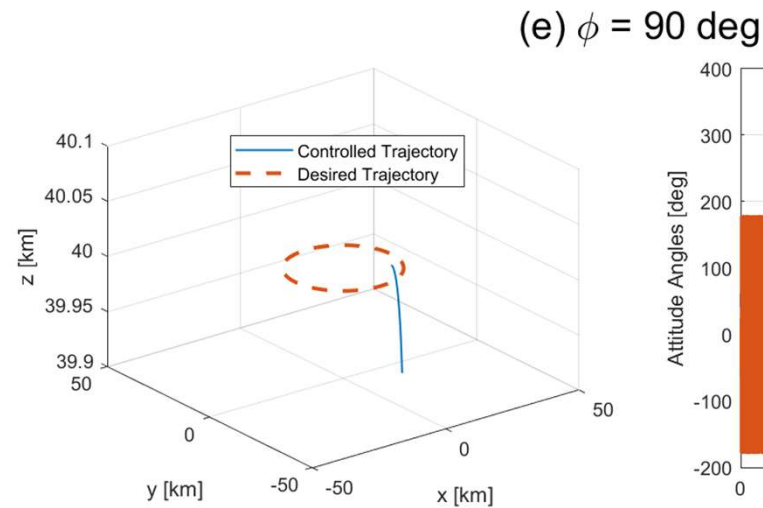 (e) ϕ = 90 deg
40.1
40.05
40
39.95
39.9
z [km]
Controlled Trajectory
Desired Trajectory
50
0
-50
y [km]
-50
0
50
x [km]
400
300
200
100
0
-100
-200
Attitude Angles [deg]
0